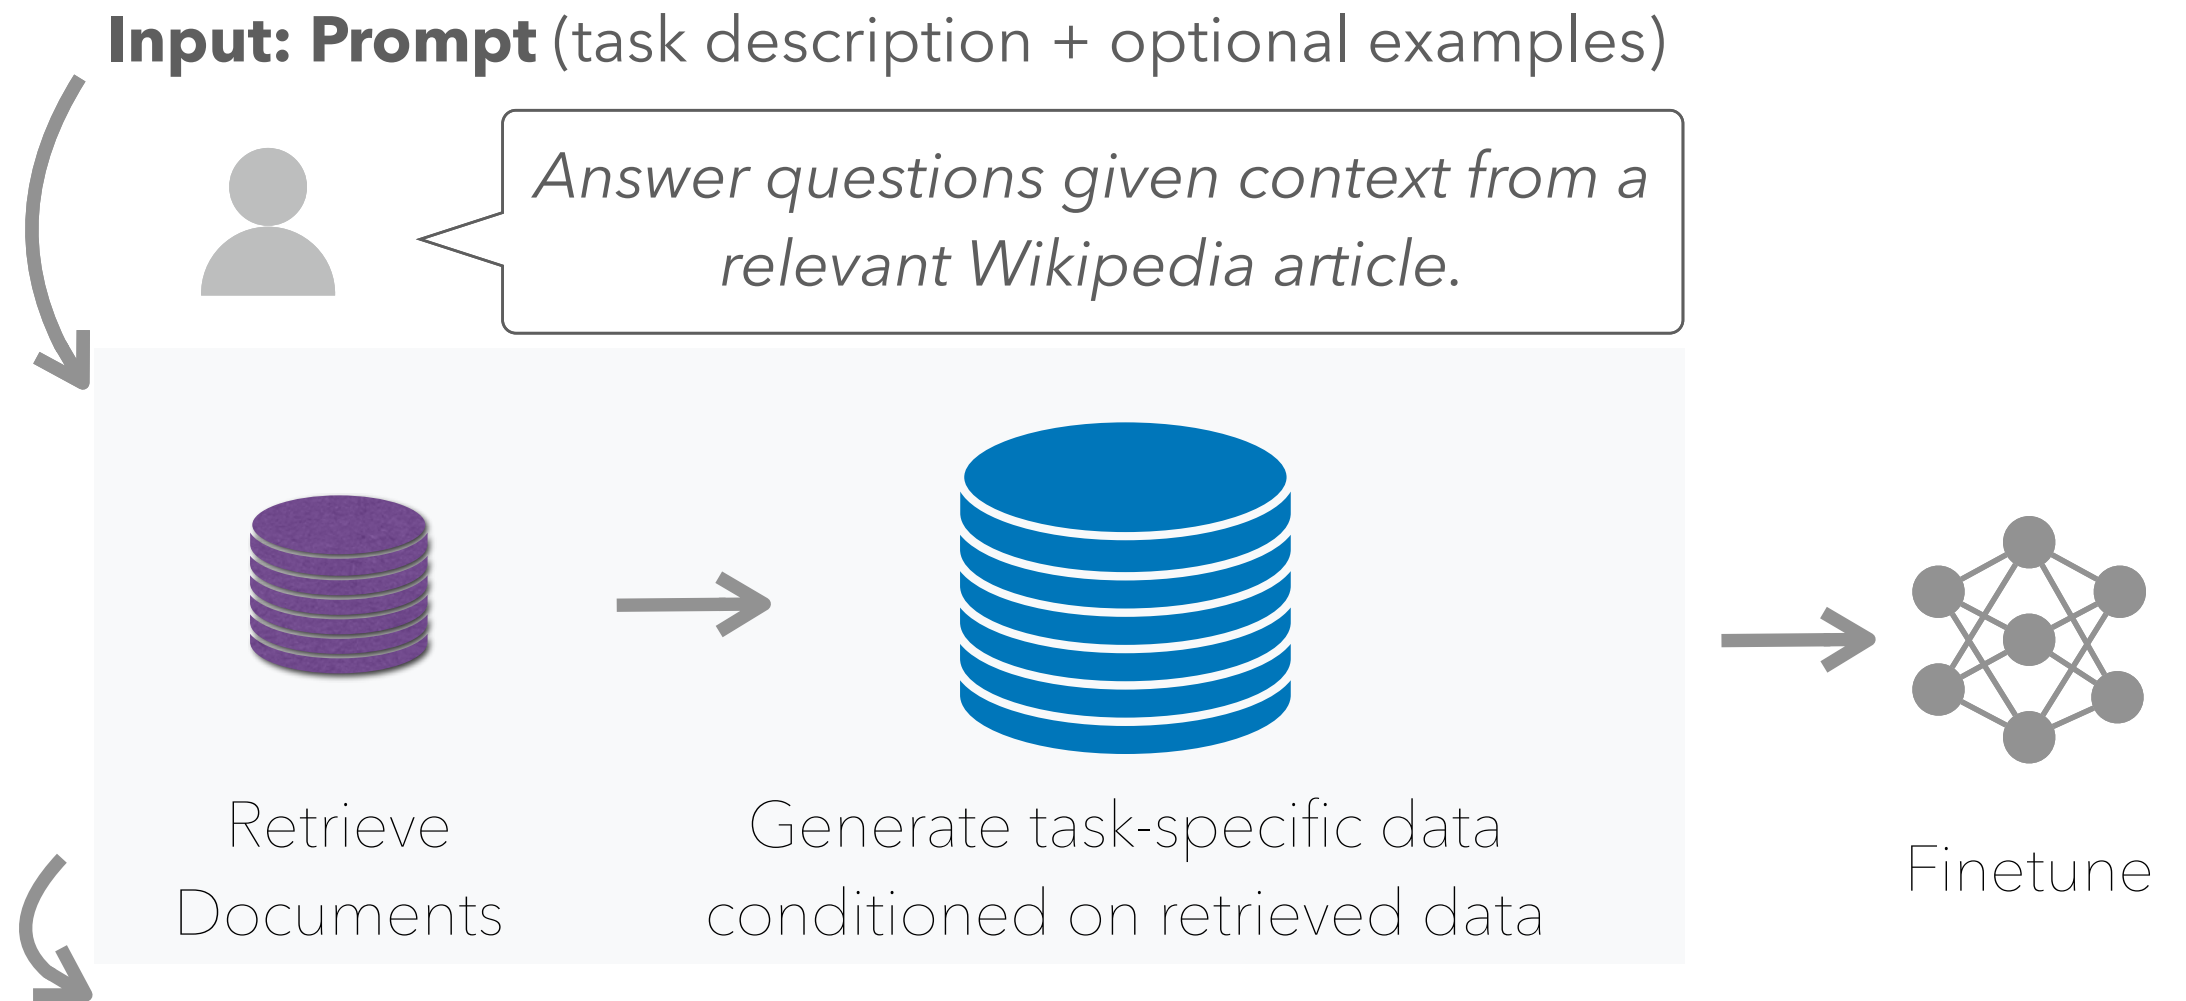 Input: Prompt (task description + optional examples)
Answer questions given context from a
relevant Wikipedia article.
Retrieve
Documents
Generate task-specific data
conditioned on retrieved data
Finetune